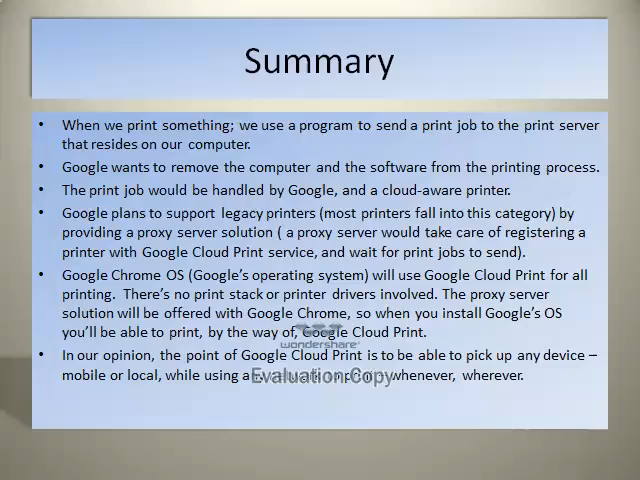 Summary
• When we print something; we use a program to send a print job to the print server
that resides on our computer.
• Google wants to remove the computer and the software from the printing process.
• The print job would be handled by Google, and a cloud-aware printer.
• Google plans to support legacy printers (most printers fall into this category) by
providing a proxy server solution ( a proxy server would take care of registering a
printer with Google Cloud Print service, and wait for print jobs to send).
• Google Chrome OS (Google's operating system) will use Google Cloud Print for all
printing. There's no print stack or printer drivers involved. The proxy server
solution will be offered with Google Chrome, so when you install Google's OS
you'll be able to print, by the way of, Google Cloud Print.
wondershare
• In our opinion, the point of Google Cloud Print is to be able to pick up any device –
mobile or local, while using a whenever, wherever.
Evaluation Copy